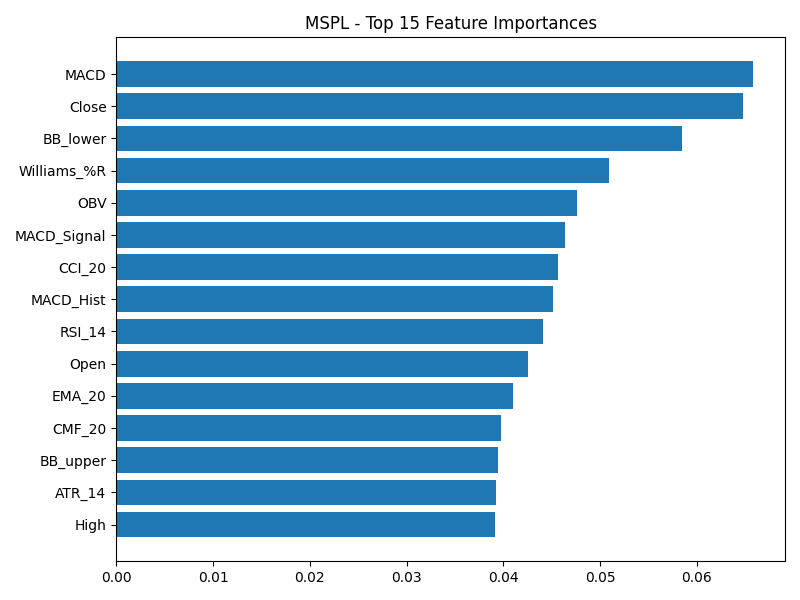 MSPL - Top 15 Feature Importances
MACD
Close
BB_lower
Williams_%R
OBV
MACD_Signal
CCI_20
MACD_Hist
RSI_14
Open
EMA_20
CMF_20
BB_upper
ATR_14
High
0.00 0.01 0.02 0.03 0.04 0.05 0.06